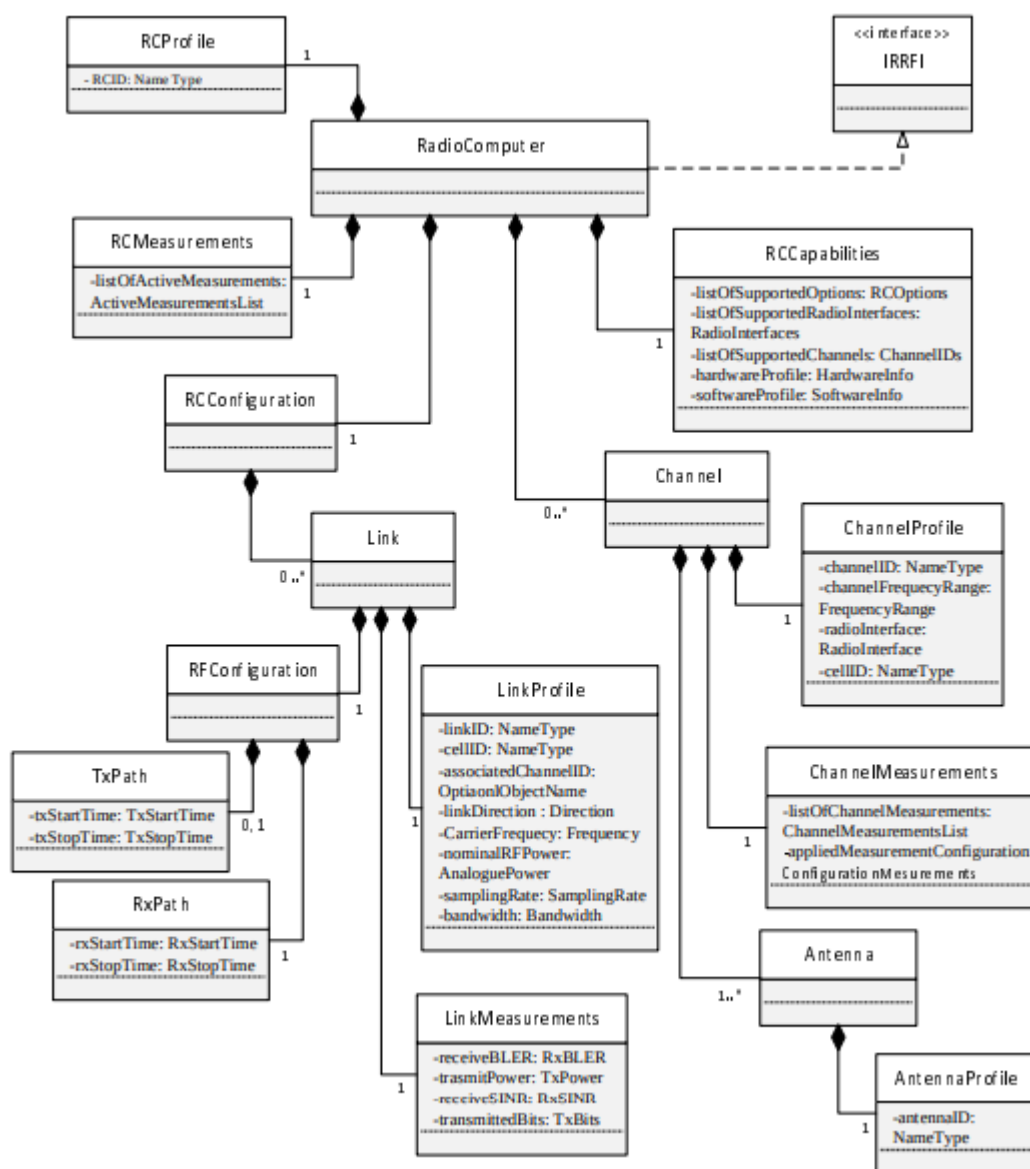 RCProfile
- RCID: Name Type
1
<<interface>>
IRRFI
RadioComputer
RCMeasurements
-listOfActiveMeasurements:
ActiveMeasurementsList
1
RCCapabilities
-listOfSupportedOptions: RCOptions
-listOfSupportedRadioInterfaces:
RadioInterfaces
-listOfSupportedChannels: ChannelIDs
-hardwareProfile: HardwareInfo
-softwareProfile: SoftwareInfo
1
RCConfiguration
1
Channel
0..*
Link
0..*
ChannelProfile
-channelID: NameType
-channelFrequecyRange:
FrequencyRange
-radioInterface:
RadioInterface
-cellID: NameType
1
RFConfiguration
1
LinkProfile
-linkID: NameType
-cellID: NameType
-associatedChannelID:
OptiaonlObjectName
-linkDirection : Direction
-CarrierFrequecy: Frequency
-nominalRFPower:
AnaloguePower
-samplingRate: SamplingRate
-bandwidth: Bandwidth
1
TxPath
-txStartTime: TxStartTime
-txStopTime: TxStopTime
0, 1
ChannelMeasurements
-listOfChannelMeasurements:
ChannelMeasurementsList
-appliedMeasurementConfiguration
ConfigurationMesurements
1
RxPath
-rxStartTime: RxStartTime
-rxStopTime: RxStopTime
1
Antenna
1..*
LinkMeasurements
-receiveBLER: RxBLER
-trasmitPower: TxPower
-receiveSINR: RxSINR
-transmittedBits: TxBits
1
AntennaProfile
-antennaID:
NameType
1